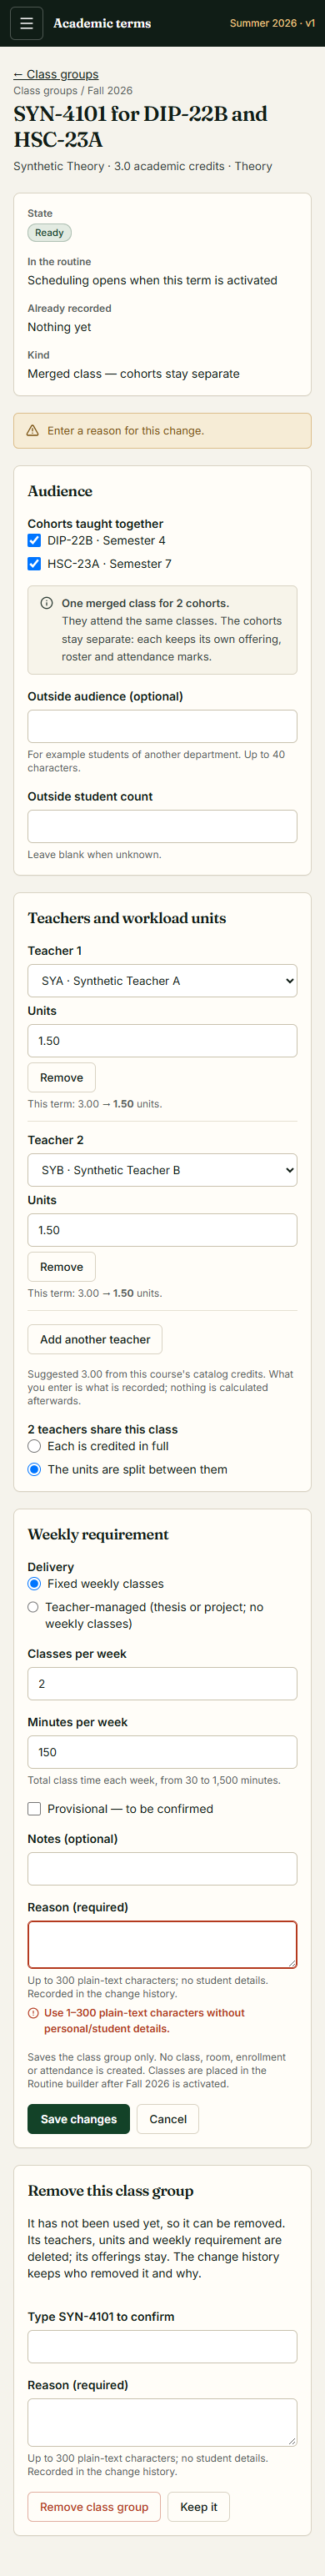 Academic terms
Summer 2026 · v1
← Class groups
Class groups / Fall 2026
SYN-4101 for DIP-22B and
HSC-23A
Synthetic Theory · 3.0 academic credits · Theory
State
Ready
In the routine
Scheduling opens when this term is activated
Already recorded
Nothing yet
Kind
Merged class — cohorts stay separate
Enter a reason for this change.
Audience
Cohorts taught together
DIP-22B · Semester 4
HSC-23A · Semester 7
One merged class for 2 cohorts.
They attend the same classes. The cohorts
stay separate: each keeps its own offering,
roster and attendance marks.
Outside audience (optional)
For example students of another department. Up to 40
characters.
Outside student count
Leave blank when unknown.
Teachers and workload units
Teacher 1
SYA · Synthetic Teacher A
Units
1.50
Remove
This term: 3.00 → 1.50 units.
Teacher 2
SYB · Synthetic Teacher B
Units
1.50
Remove
This term: 3.00 → 1.50 units.
Add another teacher
Suggested 3.00 from this course's catalog credits. What
you enter is what is recorded; nothing is calculated
afterwards.
2 teachers share this class
Each is credited in full
The units are split between them
Weekly requirement
Delivery
Fixed weekly classes
Teacher-managed (thesis or project; no
weekly classes)
Classes per week
2
Minutes per week
150
Total class time each week, from 30 to 1,500 minutes.
Provisional — to be confirmed
Notes (optional)
Reason (required)
Up to 300 plain-text characters; no student details.
Recorded in the change history.
Use 1–300 plain-text characters without
personal/student details.
Saves the class group only. No class, room, enrollment
or attendance is created. Classes are placed in the
Routine builder after Fall 2026 is activated.
Save changes
Cancel
Remove this class group
It has not been used yet, so it can be removed.
Its teachers, units and weekly requirement are
deleted; its offerings stay. The change history
keeps who removed it and why.
Type SYN-4101 to confirm
Reason (required)
Up to 300 plain-text characters; no student details.
Recorded in the change history.
Remove class group
Keep it